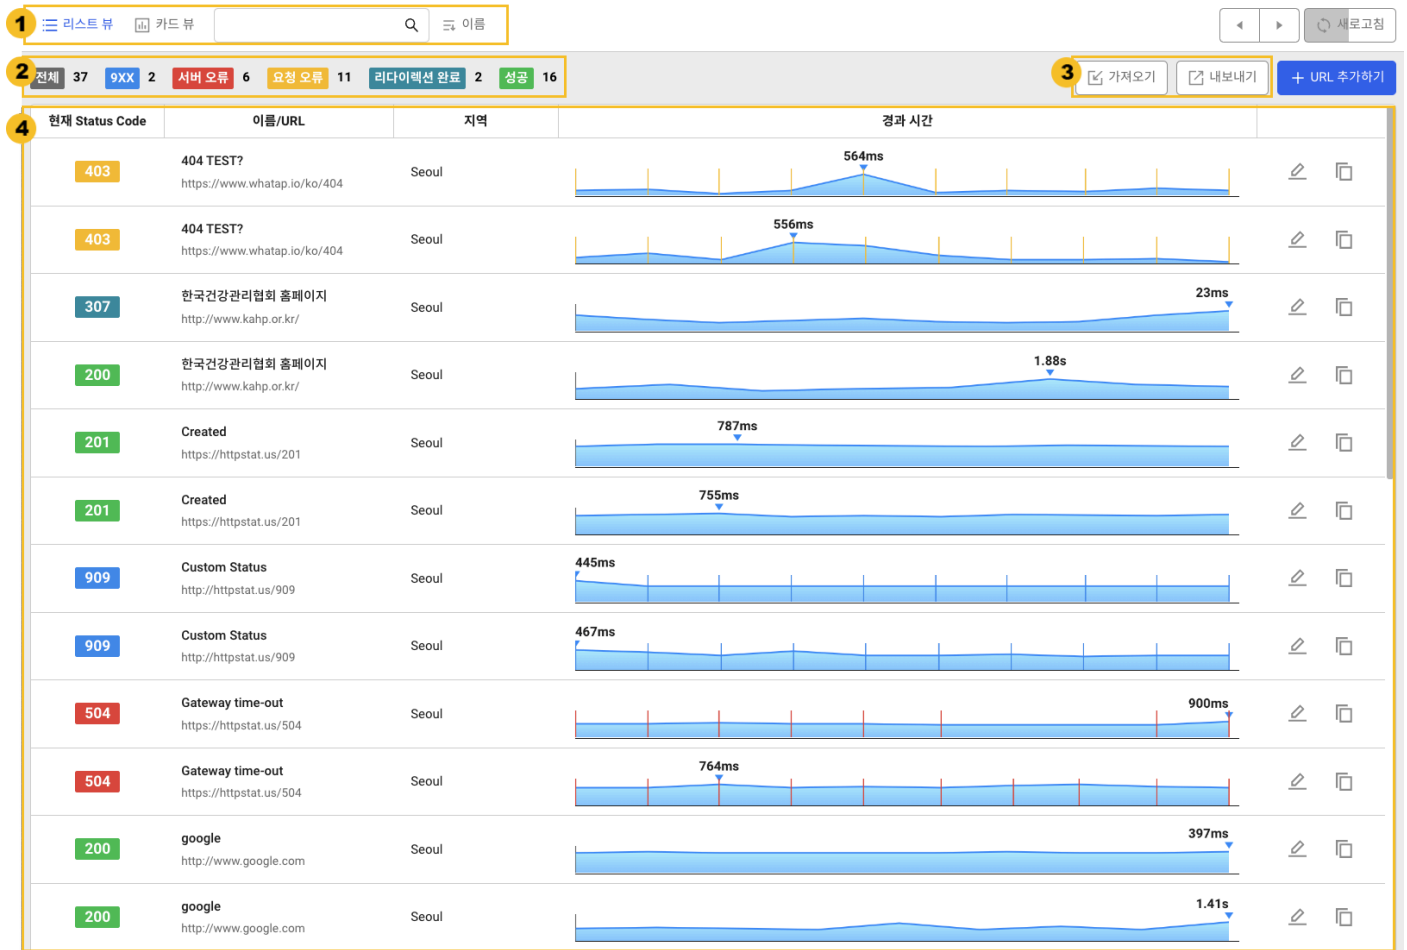 1 리스트 뷰 카드 뷰 이름 새로고침
2 전체 37 9XX 2 서버 오류 6 요청 오류 11 리다이렉션 완료 2 성공 16 3 가져오기 내보내기 + URL 추가하기
4 현재 Status Code 이름/URL 지역 경과 시간
403 404 TEST? Seoul 564ms
https://www.whatap.io/ko/404
403 404 TEST? Seoul 556ms
https://www.whatap.io/ko/404
307 한국건강관리협회 홈페이지 Seoul 23ms
http://www.kahp.or.kr/
200 한국건강관리협회 홈페이지 Seoul 1.88s
http://www.kahp.or.kr/
201 Created Seoul 787ms
https://httpstat.us/201
201 Created Seoul 755ms
https://httpstat.us/201
909 Custom Status Seoul 445ms
http://httpstat.us/909
909 Custom Status Seoul 467ms
http://httpstat.us/909
504 Gateway time-out Seoul 900ms
https://httpstat.us/504
504 Gateway time-out Seoul 764ms
https://httpstat.us/504
200 google Seoul 397ms
http://www.google.com
200 google Seoul 1.41s
http://www.google.com